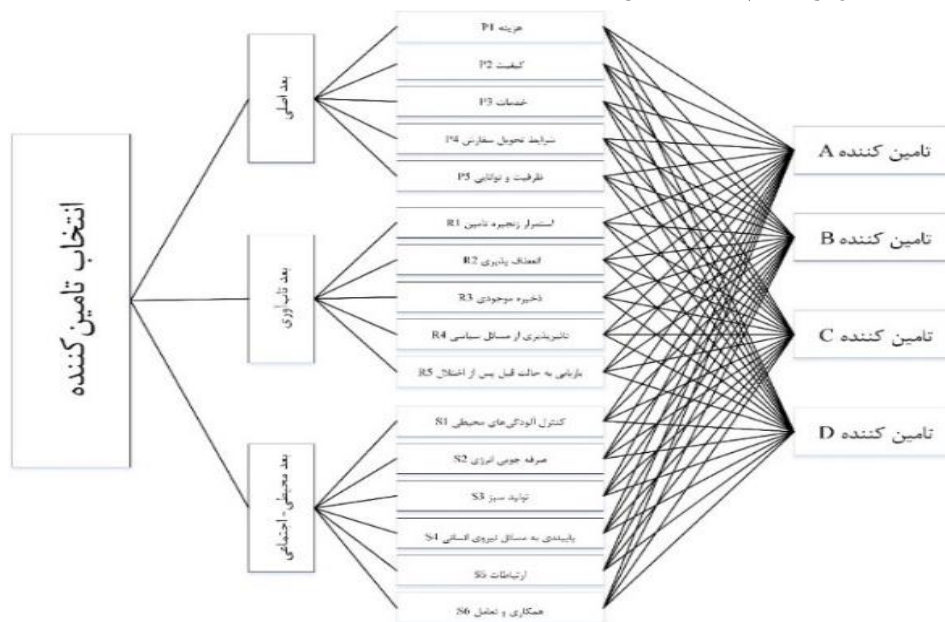 انتخاب تامین‌کننده
بعد اصلی
بعد تاب‌آوری
بعد محیطی - اجتماعی
هزینه P1
کیفیت P2
خدمات P3
شرایط تحویل سفارش P4
ظرفیت و توانایی P5
استمرار زنجیره تامین R1
انعطاف پذیری R2
ذخیره موجودی R3
تاثیرپذیری از مسائل سیاسی R4
بازیابی به حالت قبل پس از اختلال R5
کنترل آلودگی‌های محیطی S1
صرفه جویی انرژی S2
تولید سبز S3
پایبندی به مسائل نیروی انسانی S4
ارتباطات S5
همکاری و تعامل S6
تامین کننده A
تامین کننده B
تامین کننده C
تامین کننده D